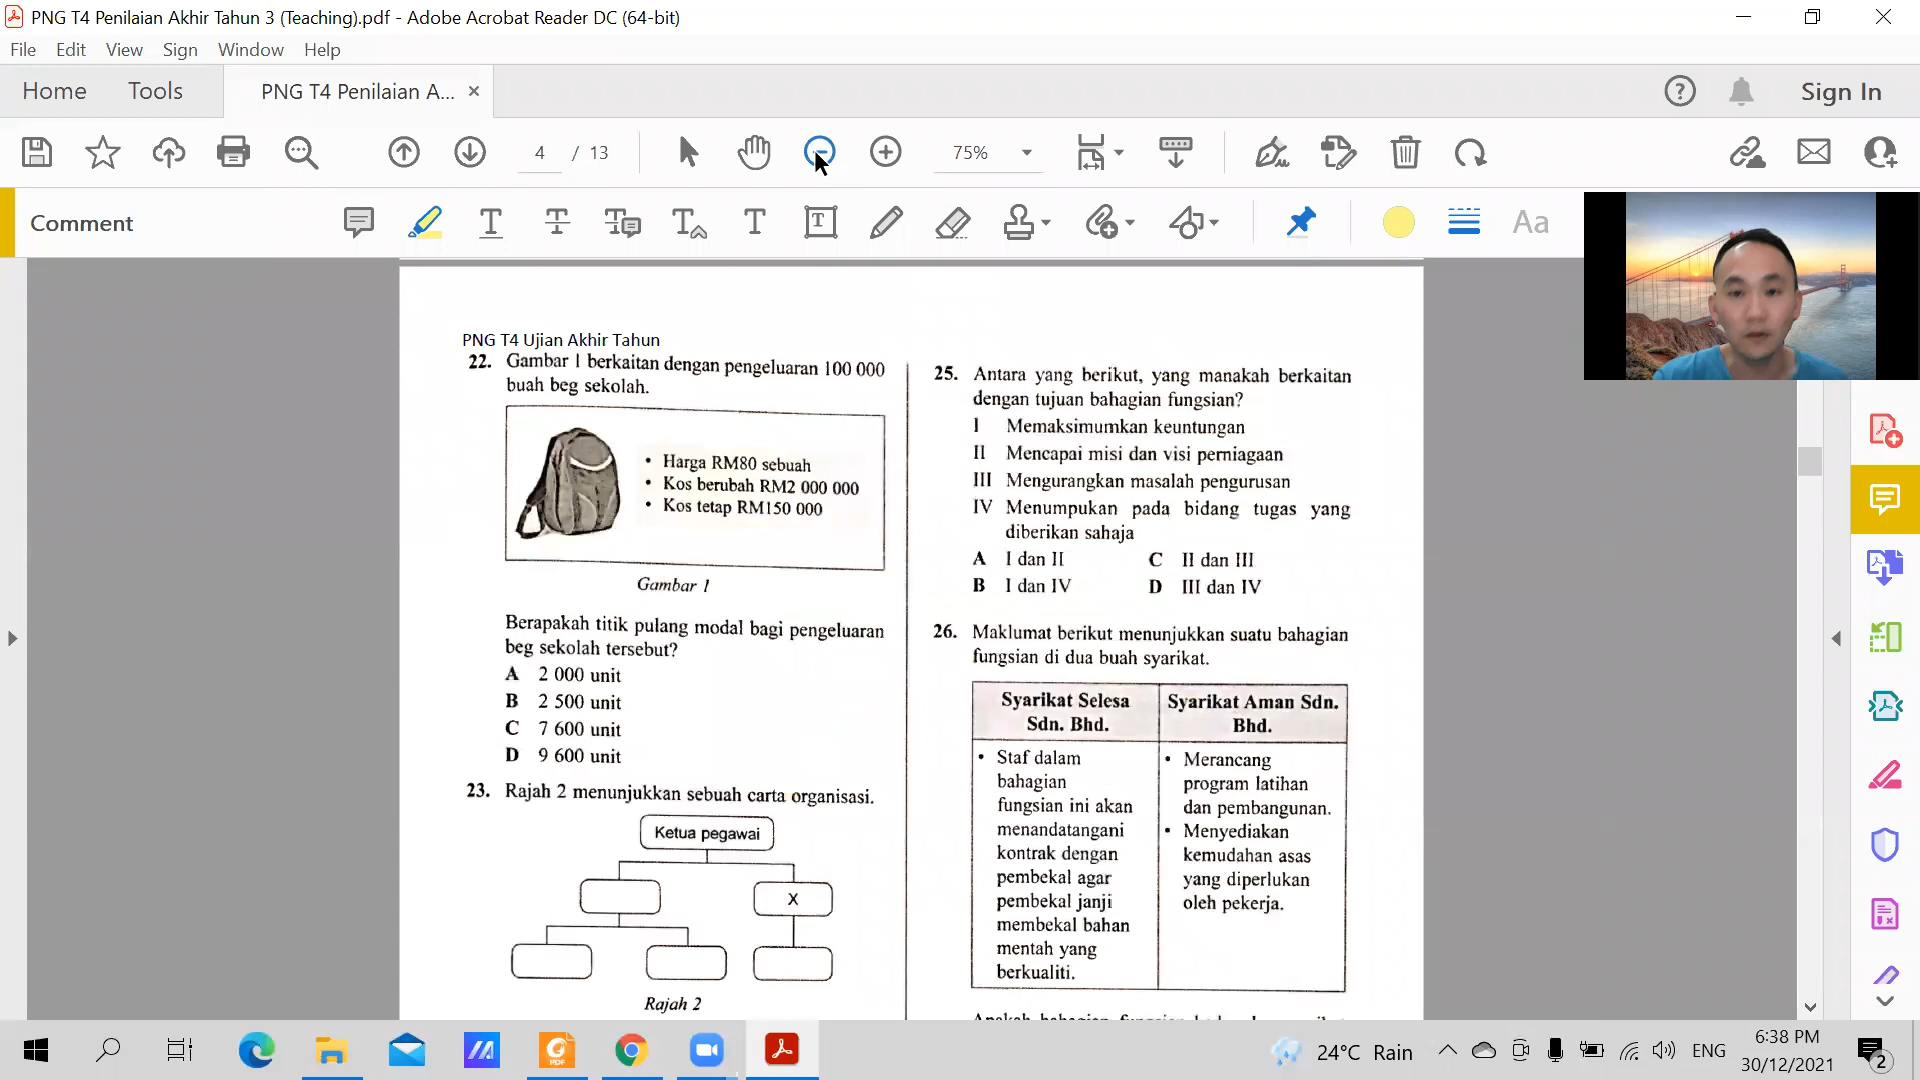 PNG T4 Penilaian Akhir Tahun 3 (Teaching).pdf - Adobe Acrobat Reader DC (64-bit)
File Edit View Sign Window Help
Home Tools PNG T4 Penilaian A... × Sign In
4 / 13 75%
Comment Aa
PNG T4 Ujian Akhir Tahun
22. Gambar 1 berkaitan dengan pengeluaran 100 000
buah beg sekolah.
• Harga RM80 sebuah
• Kos berubah RM2 000 000
• Kos tetap RM150 000
Gambar 1
Berapakah titik pulang modal bagi pengeluaran
beg sekolah tersebut?
A 2 000 unit
B 2 500 unit
C 7 600 unit
D 9 600 unit
23. Rajah 2 menunjukkan sebuah carta organisasi.
Ketua pegawai
X
Rajah 2
25. Antara yang berikut, yang manakah berkaitan
dengan tujuan bahagian fungsian?
I Memaksimumkan keuntungan
II Mencapai misi dan visi perniagaan
III Mengurangkan masalah pengurusan
IV Menumpukan pada bidang tugas yang
diberikan sahaja
A I dan II C II dan III
B I dan IV D III dan IV
26. Maklumat berikut menunjukkan suatu bahagian
fungsian di dua buah syarikat.
Syarikat Selesa
Sdn. Bhd.
Syarikat Aman Sdn.
Bhd.
• Staf dalam
bahagian
fungsian ini akan
menandatangani
kontrak dengan
pembekal agar
pembekal janji
membekal bahan
mentah yang
berkualiti.
• Merancang
program latihan
dan pembangunan.
• Menyediakan
kemudahan asas
yang diperlukan
oleh pekerja.
24°C Rain ENG
6:38 PM
30/12/2021
2